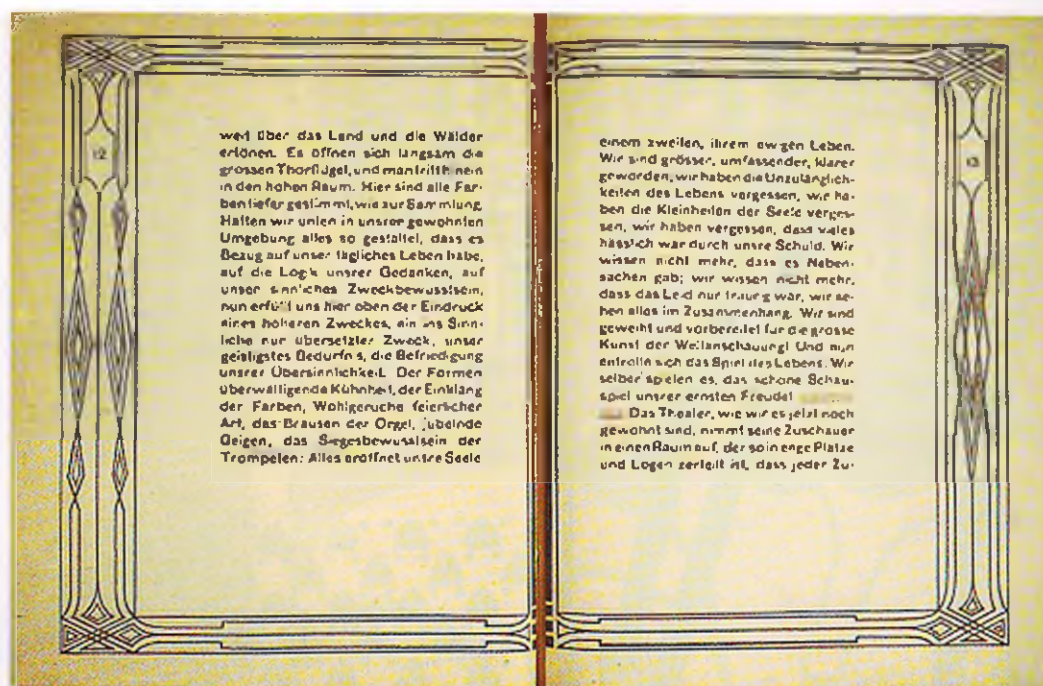 12
weit über das Land und die Wälder
ertönen. Es öffnen sich langsam die
grossen Thorflügel, und man tritt hinein
in den hohen Raum. Hier sind alle Far-
ben tiefer gestimmt, wie zur Sammlung.
Hatten wir unten in unsrer gewohnten
Umgebung alles so gestaltet, dass es
Bezug auf unser tägliches Leben habe,
auf die Logik unsrer Gedanken, auf
unser sinnliches Zweckbewusstsein,
nun erfüllt uns hier oben der Eindruck
eines höheren Zweckes, ein ins Sinn-
liche nur übersetzter Zweck, unser
geistigstes Bedürfnis, die Befriedigung
unsrer Übersinnlichkeit. Der Formen
überwältigende Kühnheit, der Einklang
der Farben, Wohlgerüche feierlicher
Art, das Brausen der Orgel, jubelnde
Geigen, das Siegesbewusstsein der
Trompeten: Alles eröffnet unsre Seele
13
einem zweiten, ihrem ewigen Leben.
Wir sind grösser, umfassender, klarer
geworden, wir haben die Unzulänglich-
keiten des Lebens vergessen, wir ha-
ben die Kleinheiten der Seele verges-
sen, wir haben vergessen, dass vieles
hässlich war durch unsre Schuld. Wir
wissen nicht mehr, dass es Neben-
sachen gab; wir wissen nicht mehr,
dass das Leid nur traurig war, wir se-
hen alles im Zusammenhang. Wir sind
geweiht und vorbereitet für die grosse
Kunst der Weltanschauung! Und nun
entrolle sich das Spiel des Lebens. Wir
selber spielen es, das schöne Schau-
spiel unsrer ernsten Freude!
Das Theater, wie wir es jetzt noch
gewohnt sind, nimmt seine Zuschauer
in einen Raum auf, der so in enge Plätze
und Logen zerteilt ist, dass jeder Zu-